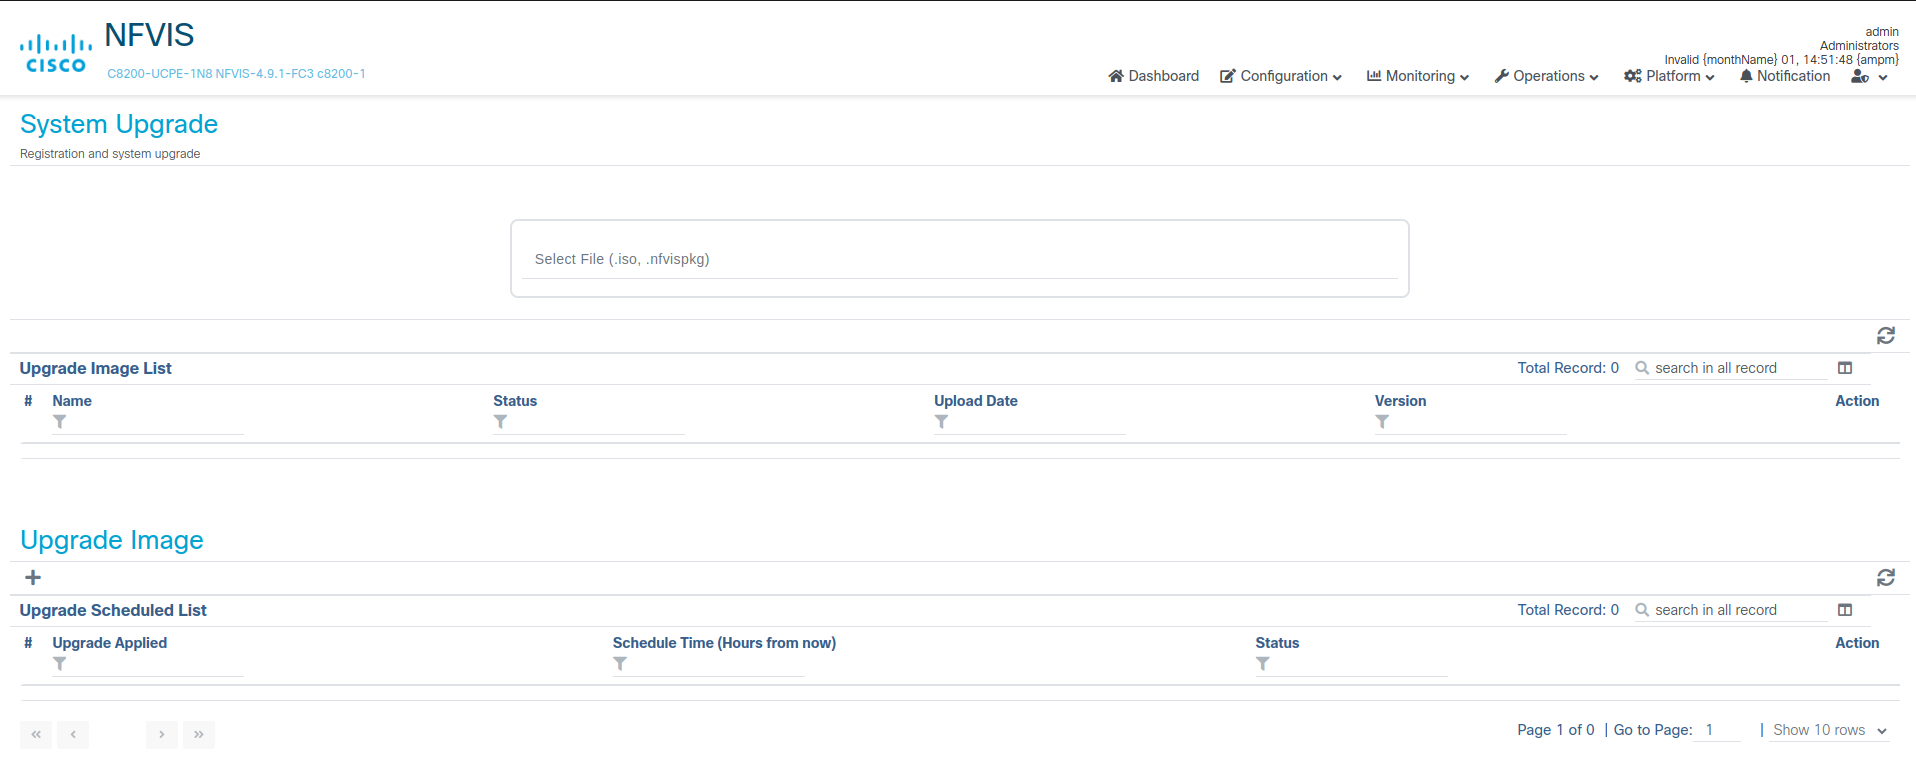 NFVIS
CISCO
C8200-UCPE-1N8 NFVIS-4.9.1-FC3 c8200-1
admin
Administrators
Invalid {monthName} 01, 14:51:48 {ampm}
Dashboard Configuration Monitoring Operations Platform Notification
System Upgrade
Registration and system upgrade
Select File (.iso, .nfvispkg)
Upgrade Image List Total Record: 0 search in all record
# Name Status Upload Date Version Action
Upgrade Image
Upgrade Scheduled List Total Record: 0 search in all record
# Upgrade Applied Schedule Time (Hours from now) Status Action
« ‹ › » Page 1 of 0 | Go to Page: 1 | Show 10 rows